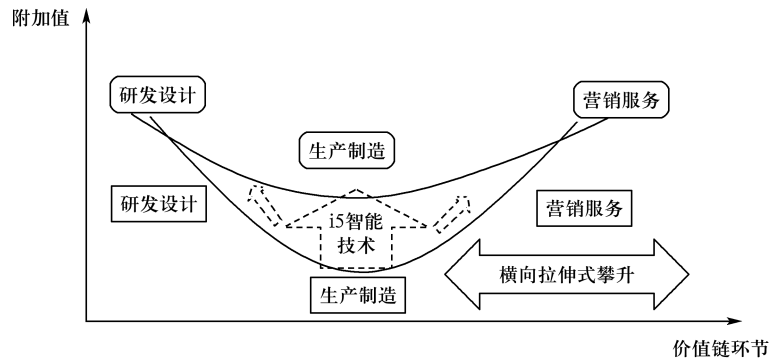 附加值
研发设计
营销服务
生产制造
研发设计
营销服务
i5智能
技术
横向拉伸式攀升
生产制造
价值链环节